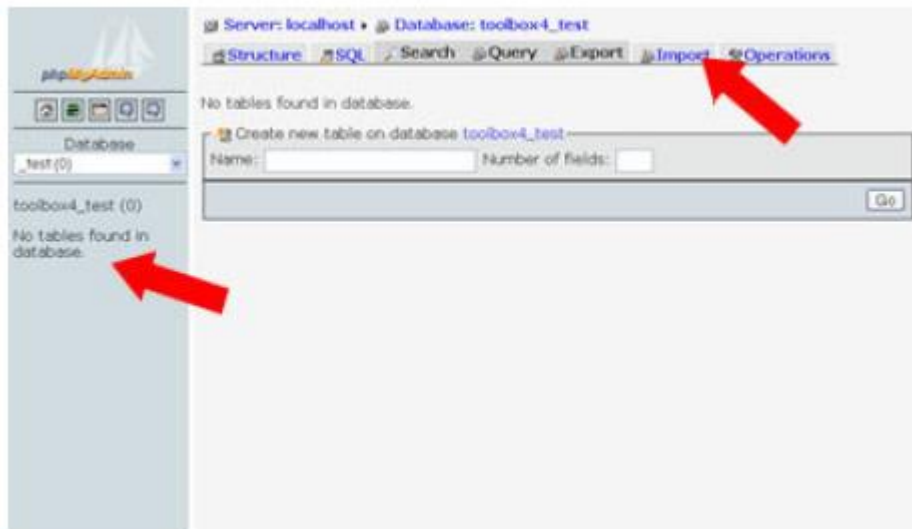 phpMyAdmin
Database
_test (0)
toolbox4_test (0)
No tables found in
database.
Server: localhost ▸ Database: toolbox4_test
Structure SQL Search Query Export Import Operations
No tables found in database.
Create new table on database toolbox4_test
Name: Number of fields:
Go